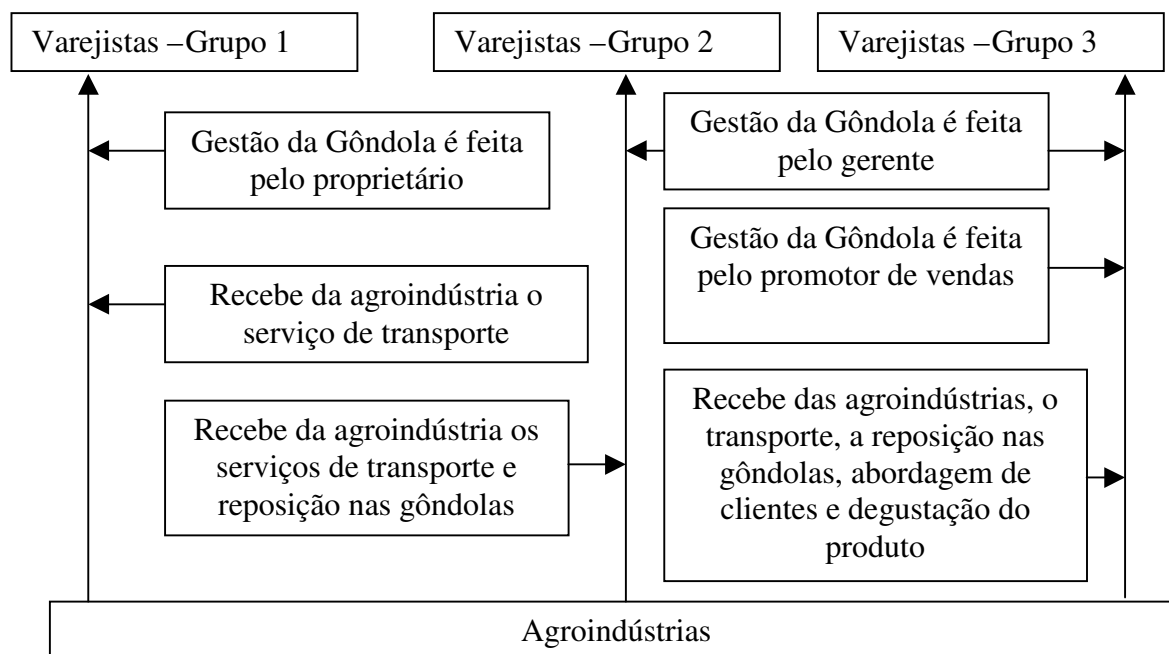 Varejistas –Grupo 1
Varejistas –Grupo 2
Varejistas –Grupo 3
Gestão da Gôndola é feita
pelo proprietário
Gestão da Gôndola é feita
pelo gerente
Gestão da Gôndola é feita
pelo promotor de vendas
Recebe da agroindústria o
serviço de transporte
Recebe da agroindústria os
serviços de transporte e
reposição nas gôndolas
Recebe das agroindústrias, o
transporte, a reposição nas
gôndolas, abordagem de
clientes e degustação do
produto
Agroindústrias